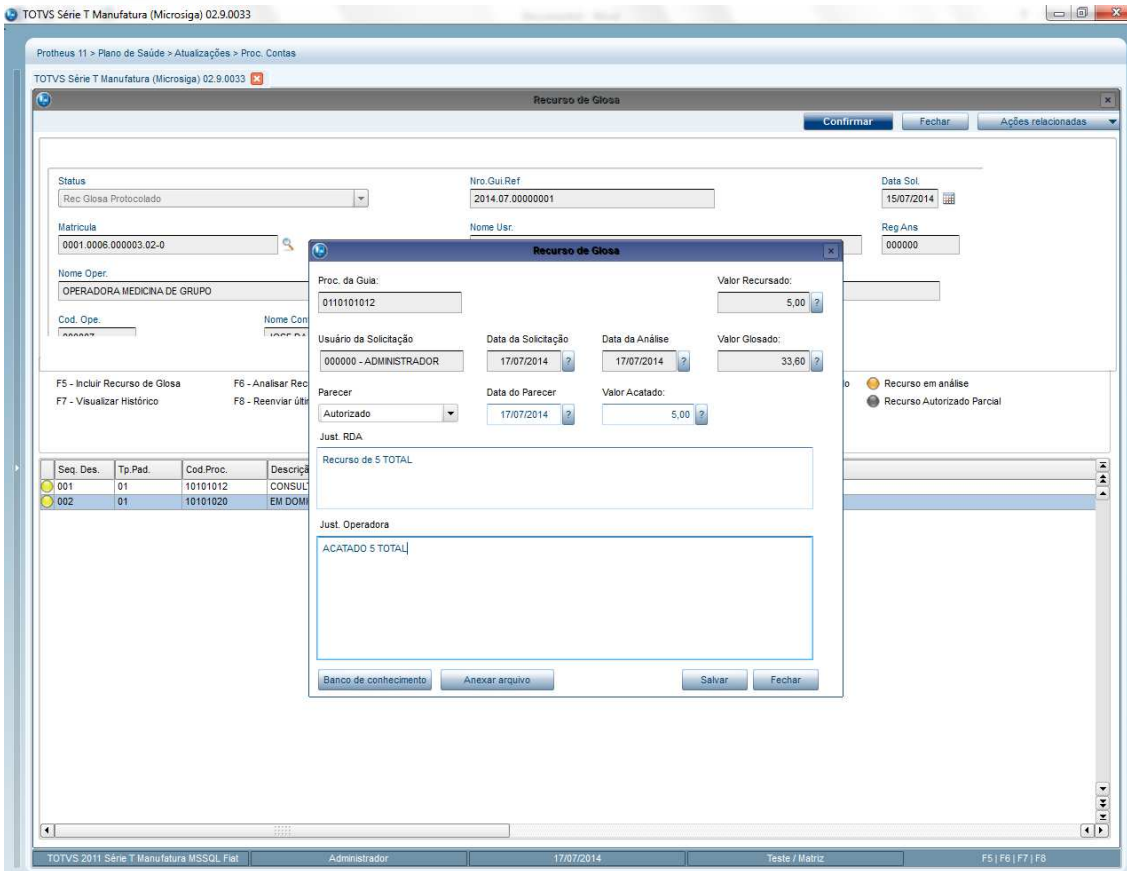 TOTVS Série T Manufatura (Microsiga) 02.9.0033
Protheus 11 > Plano de Saúde > Atualizações > Proc. Contas
TOTVS Série T Manufatura (Microsiga) 02.9.0033
Recurso de Glosa
Confirmar Fechar Ações relacionadas
Status Nro.Gui.Ref Data Sol.
Rec Glosa Protocolado 2014.07.00000001 15/07/2014
Matricula Nome Usr. Reg Ans
0001.0006.000003.02-0 000000
Nome Oper.
OPERADORA MEDICINA DE GRUPO
Cod. Ope. Nome Con
F5 - Incluir Recurso de Glosa F6 - Analisar Rec Recurso em análise
F7 - Visualizar Histórico F8 - Reenviar últi Recurso Autorizado Parcial
Seq. Des. Tp.Pad. Cod.Proc. Descriçã
001 01 10101012 CONSUL
002 01 10101020 EM DOMI
Recurso de Glosa
Proc. da Guia: Valor Recursado:
0110101012 5,00 ?
Usuário da Solicitação Data da Solicitação Data da Análise Valor Glosado:
000000 - ADMINISTRADOR 17/07/2014 ? 17/07/2014 ? 33,60 ?
Parecer Data do Parecer Valor Acatado:
Autorizado 17/07/2014 ? 5,00 ?
Just. RDA
Recurso de 5 TOTAL
Just. Operadora
ACATADO 5 TOTAL
Banco de conhecimento Anexar arquivo Salvar Fechar
TOTVS 2011 Série T Manufatura MSSQL Fiat Administrador 17/07/2014 Teste / Matriz F5 | F6 | F7 | F8